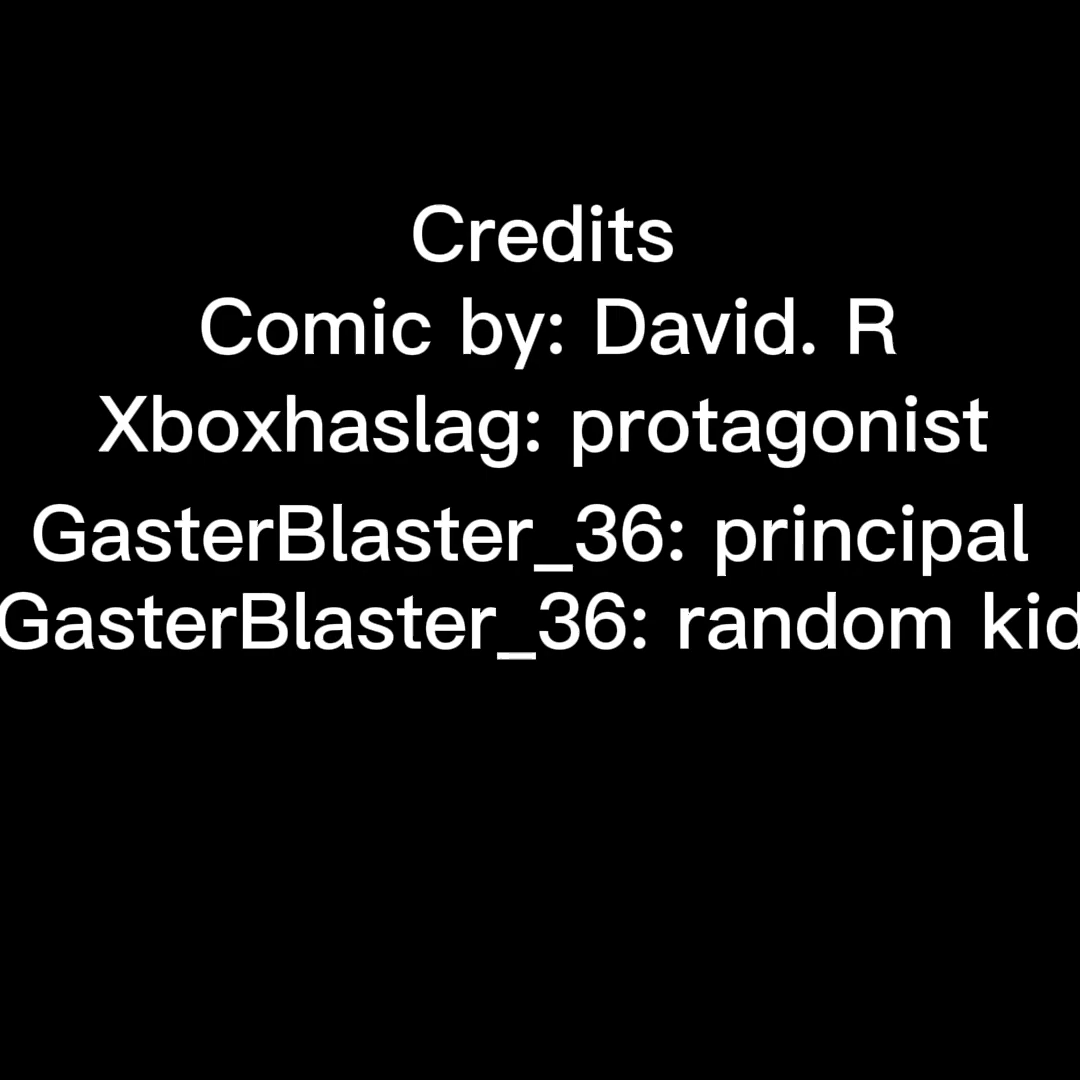 Credits
Comic by: David. R
Xboxhaslag: protagonist
GasterBlaster_36: principal
GasterBlaster_36: random kid